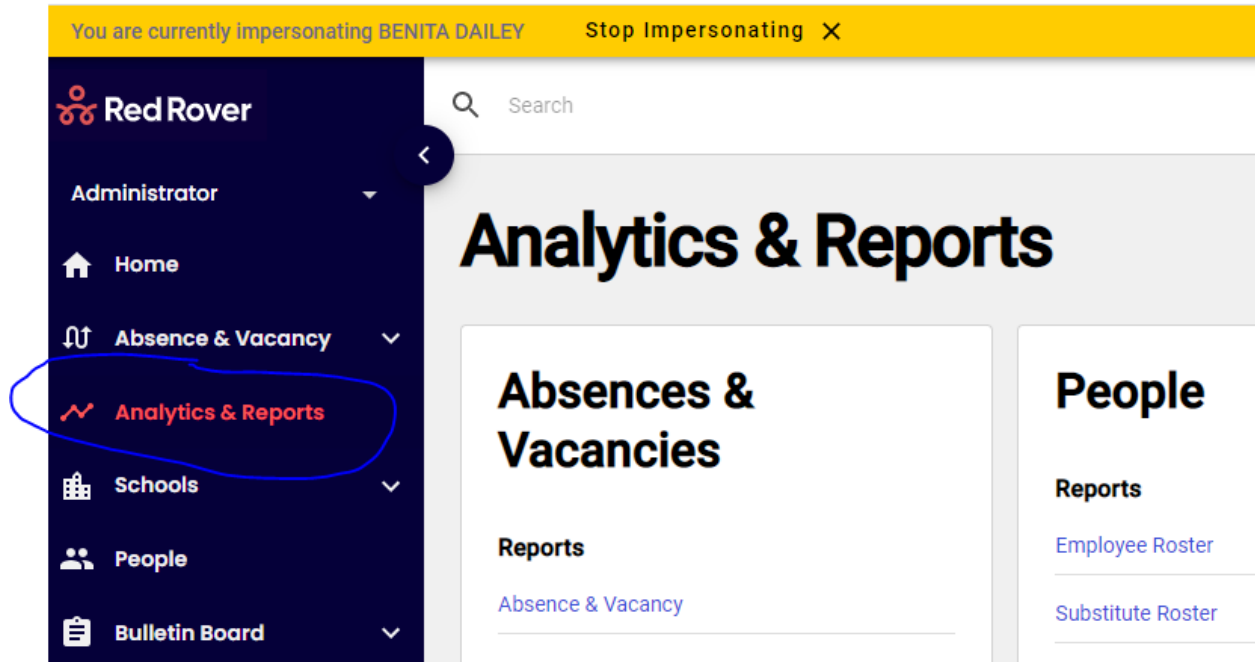 You are currently impersonating BENITA DAILEY Stop Impersonating
Red Rover
Search
Administrator
Home
Absence & Vacancy
Analytics & Reports
Schools
People
Bulletin Board
Analytics & Reports
Absences &
Vacancies
Reports
Absence & Vacancy
People
Reports
Employee Roster
Substitute Roster